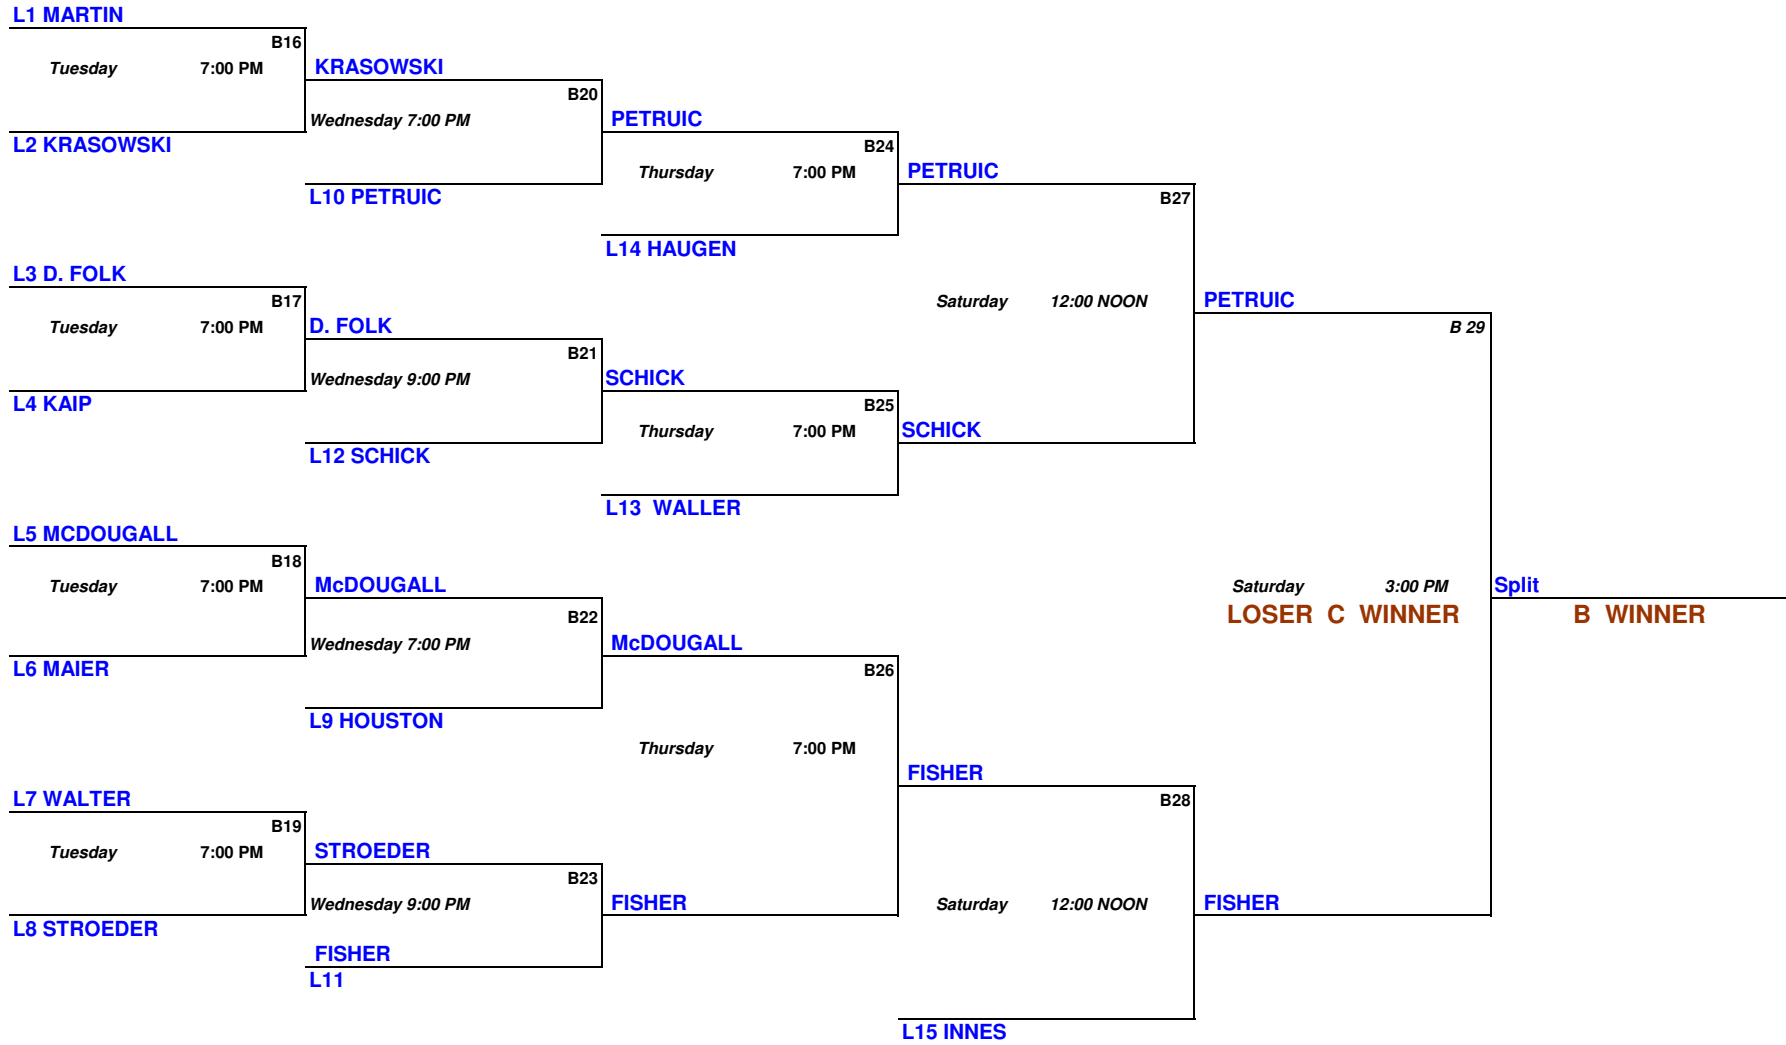 L1 MARTIN
B16
Tuesday 7:00 PM
KRASOWSKI
B20
Wednesday 7:00 PM
PETRUIC
L2 KRASOWSKI
B24
Thursday 7:00 PM
PETRUIC
L10 PETRUIC
B27
L14 HAUGEN
L3 D. FOLK
B17
Saturday 12:00 NOON
PETRUIC
Tuesday 7:00 PM
D. FOLK
B 29
B21
Wednesday 9:00 PM
SCHICK
L4 KAIP
B25
Thursday 7:00 PM
SCHICK
L12 SCHICK
L13 WALLER
L5 MCDOUGALL
B18
Tuesday 7:00 PM
McDOUGALL
Saturday 3:00 PM
Split
LOSER C WINNER
B WINNER
B22
Wednesday 7:00 PM
McDOUGALL
L6 MAIER
B26
L9 HOUSTON
Thursday 7:00 PM
FISHER
L7 WALTER
B28
B19
Tuesday 7:00 PM
STROEDER
B23
Wednesday 9:00 PM
FISHER
Saturday 12:00 NOON
FISHER
L8 STROEDER
FISHER
L11
L15 INNES